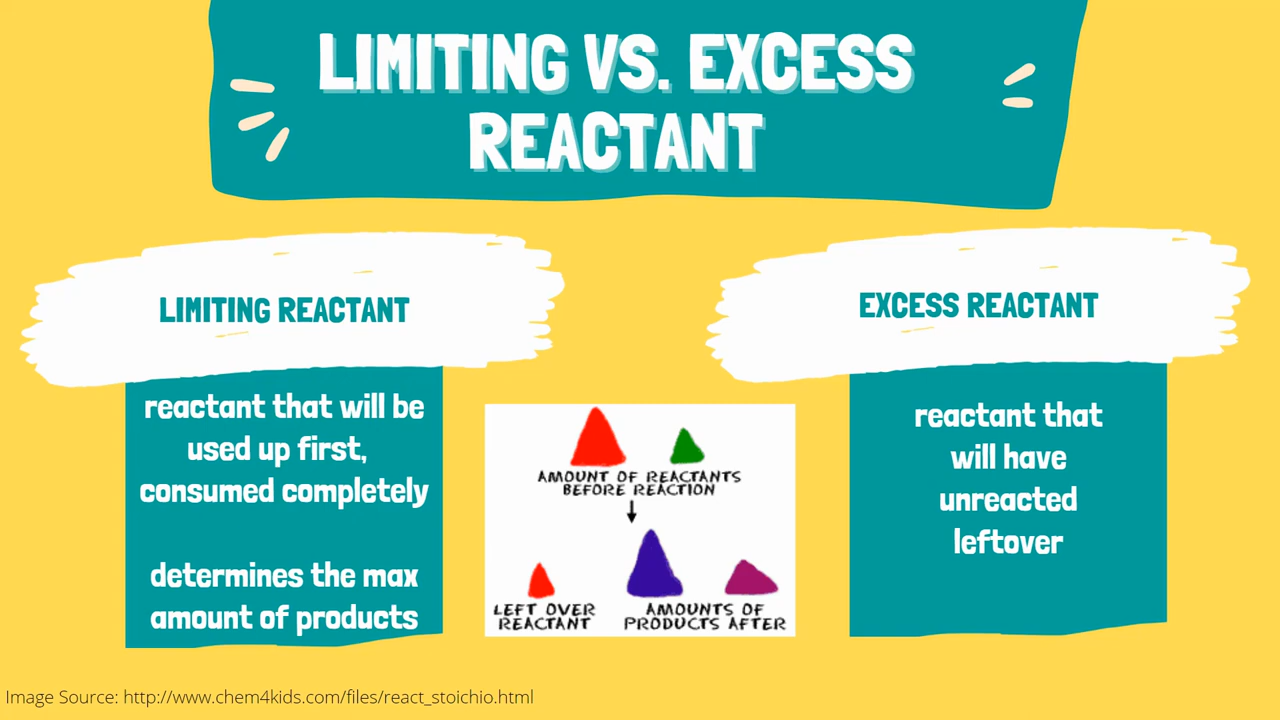 LIMITING VS. EXCESS
REACTANT
LIMITING REACTANT
reactant that will be
used up first,
consumed completely
determines the max
amount of products
AMOUNT OF REACTANTS
BEFORE REACTION
LEFT OVER
REACTANT
AMOUNTS OF
PRODUCTS AFTER
EXCESS REACTANT
reactant that
will have
unreacted
leftover
Image Source: http://www.chem4kids.com/files/react_stoichio.html